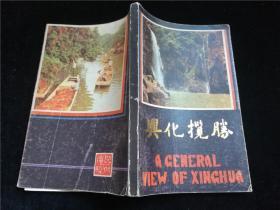 興化攬勝
A GENERAL
VIEW OF XINGHUA